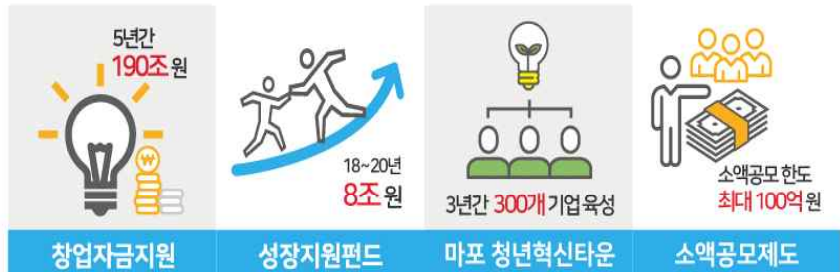 5년간
190조 원
창업자금지원
18~20년
8조 원
성장지원펀드
3년간 300개 기업 육성
마포 청년혁신타운
소액공모 한도
최대 100억 원
소액공모제도